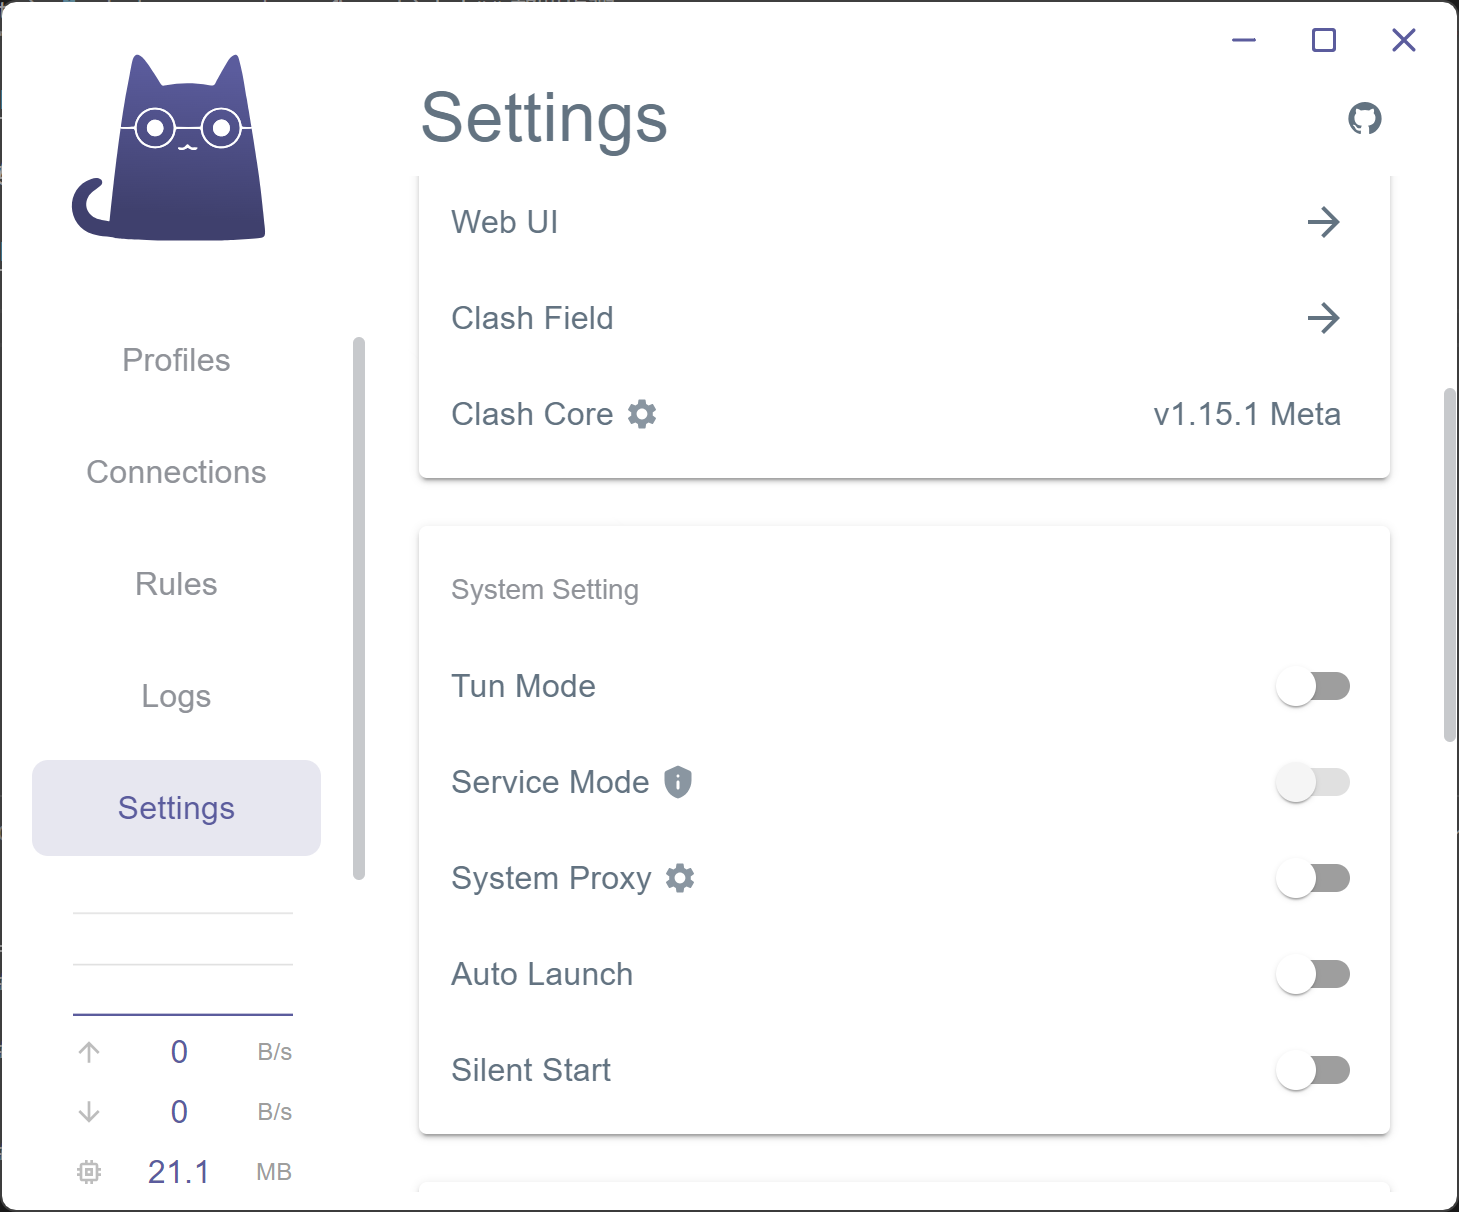 Settings
Web UI
Clash Field
Clash Core v1.15.1 Meta
System Setting
Tun Mode
Service Mode
System Proxy
Auto Launch
Silent Start
Profiles
Connections
Rules
Logs
Settings
0 B/s
0 B/s
21.1 MB